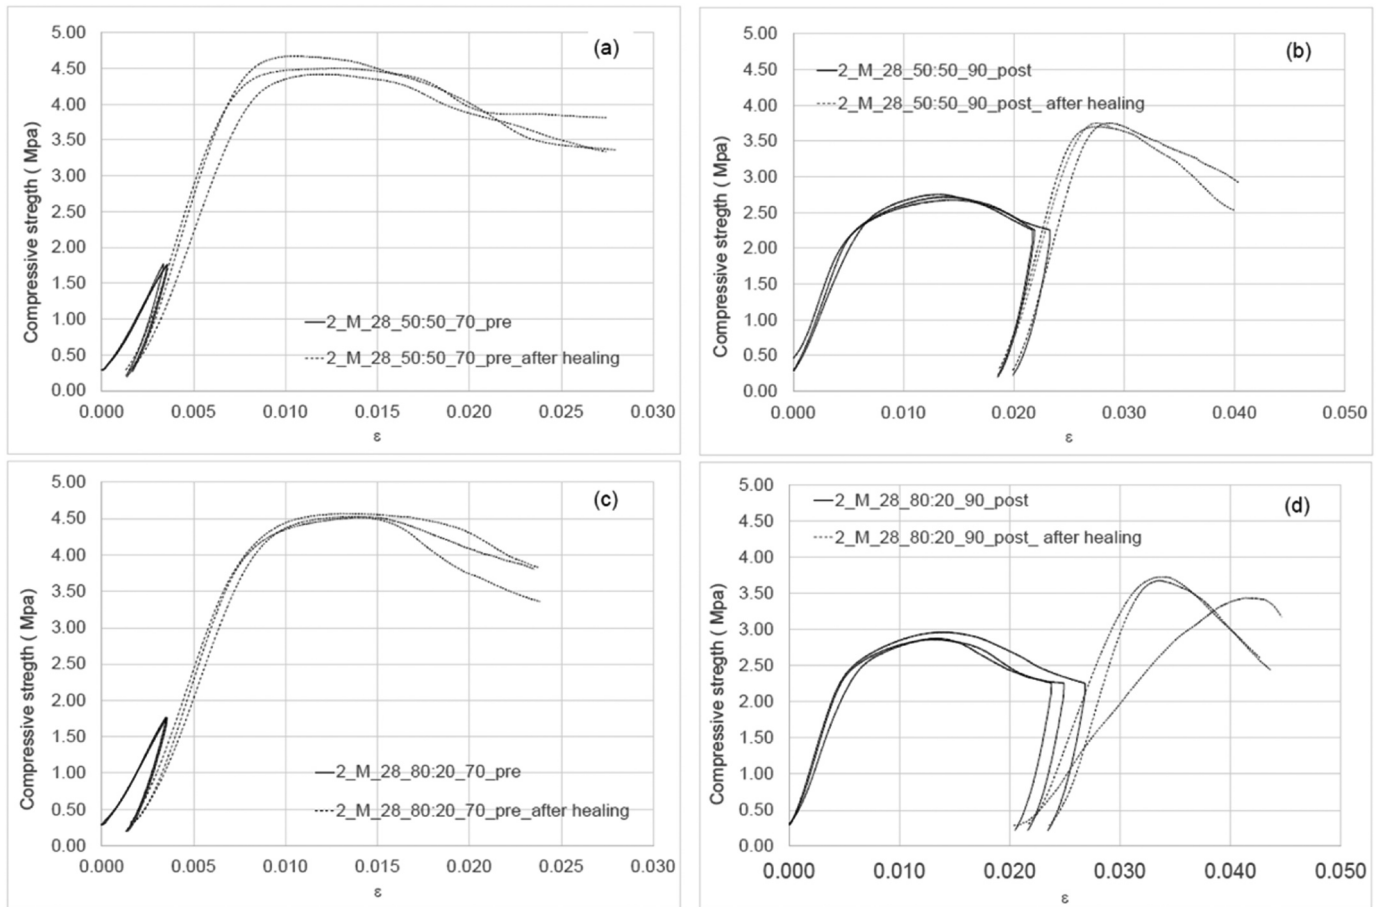 (a)
Compressive stregth ( Mpa)
5.00
4.50
4.00
3.50
3.00
2.50
2.00
1.50
1.00
0.50
0.00
2_M_28_50:50_70_pre
2_M_28_50:50_70_pre_after healing
0.000 0.005 0.010 0.015 0.020 0.025 0.030
ε
(b)
Compressive stregth ( Mpa)
5.00
4.50
4.00
3.50
3.00
2.50
2.00
1.50
1.00
0.50
0.00
2_M_28_50:50_90_post
2_M_28_50:50_90_post_ after healing
0.000 0.010 0.020 0.030 0.040 0.050
ε
(c)
Compressive stregth ( Mpa)
5.00
4.50
4.00
3.50
3.00
2.50
2.00
1.50
1.00
0.50
0.00
2_M_28_80:20_70_pre
2_M_28_80:20_70_pre_after healing
0.000 0.005 0.010 0.015 0.020 0.025 0.030
ε
(d)
Compressive stregth ( Mpa)
5.00
4.50
4.00
3.50
3.00
2.50
2.00
1.50
1.00
0.50
0.00
2_M_28_80:20_90_post
2_M_28_80:20_90_post_ after healing
0.000 0.010 0.020 0.030 0.040 0.050
ε